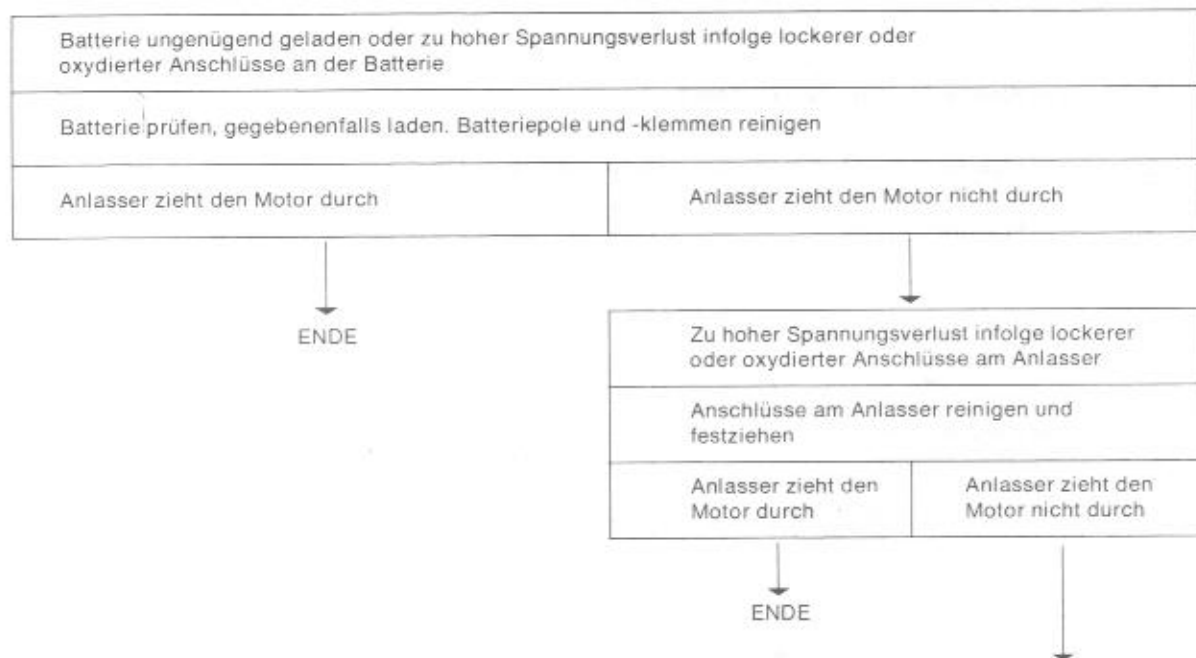 Batterie ungenügend geladen oder zu hoher Spannungsverlust infolge lockerer oder
oxydierter Anschlüsse an der Batterie
Batterie prüfen, gegebenenfalls laden. Batteriepole und -klemmen reinigen
Anlasser zieht den Motor durch
Anlasser zieht den Motor nicht durch
ENDE
Zu hoher Spannungsverlust infolge lockerer
oder oxydierter Anschlüsse am Anlasser
Anschlüsse am Anlasser reinigen und
festziehen
Anlasser zieht den
Motor durch
Anlasser zieht den
Motor nicht durch
ENDE